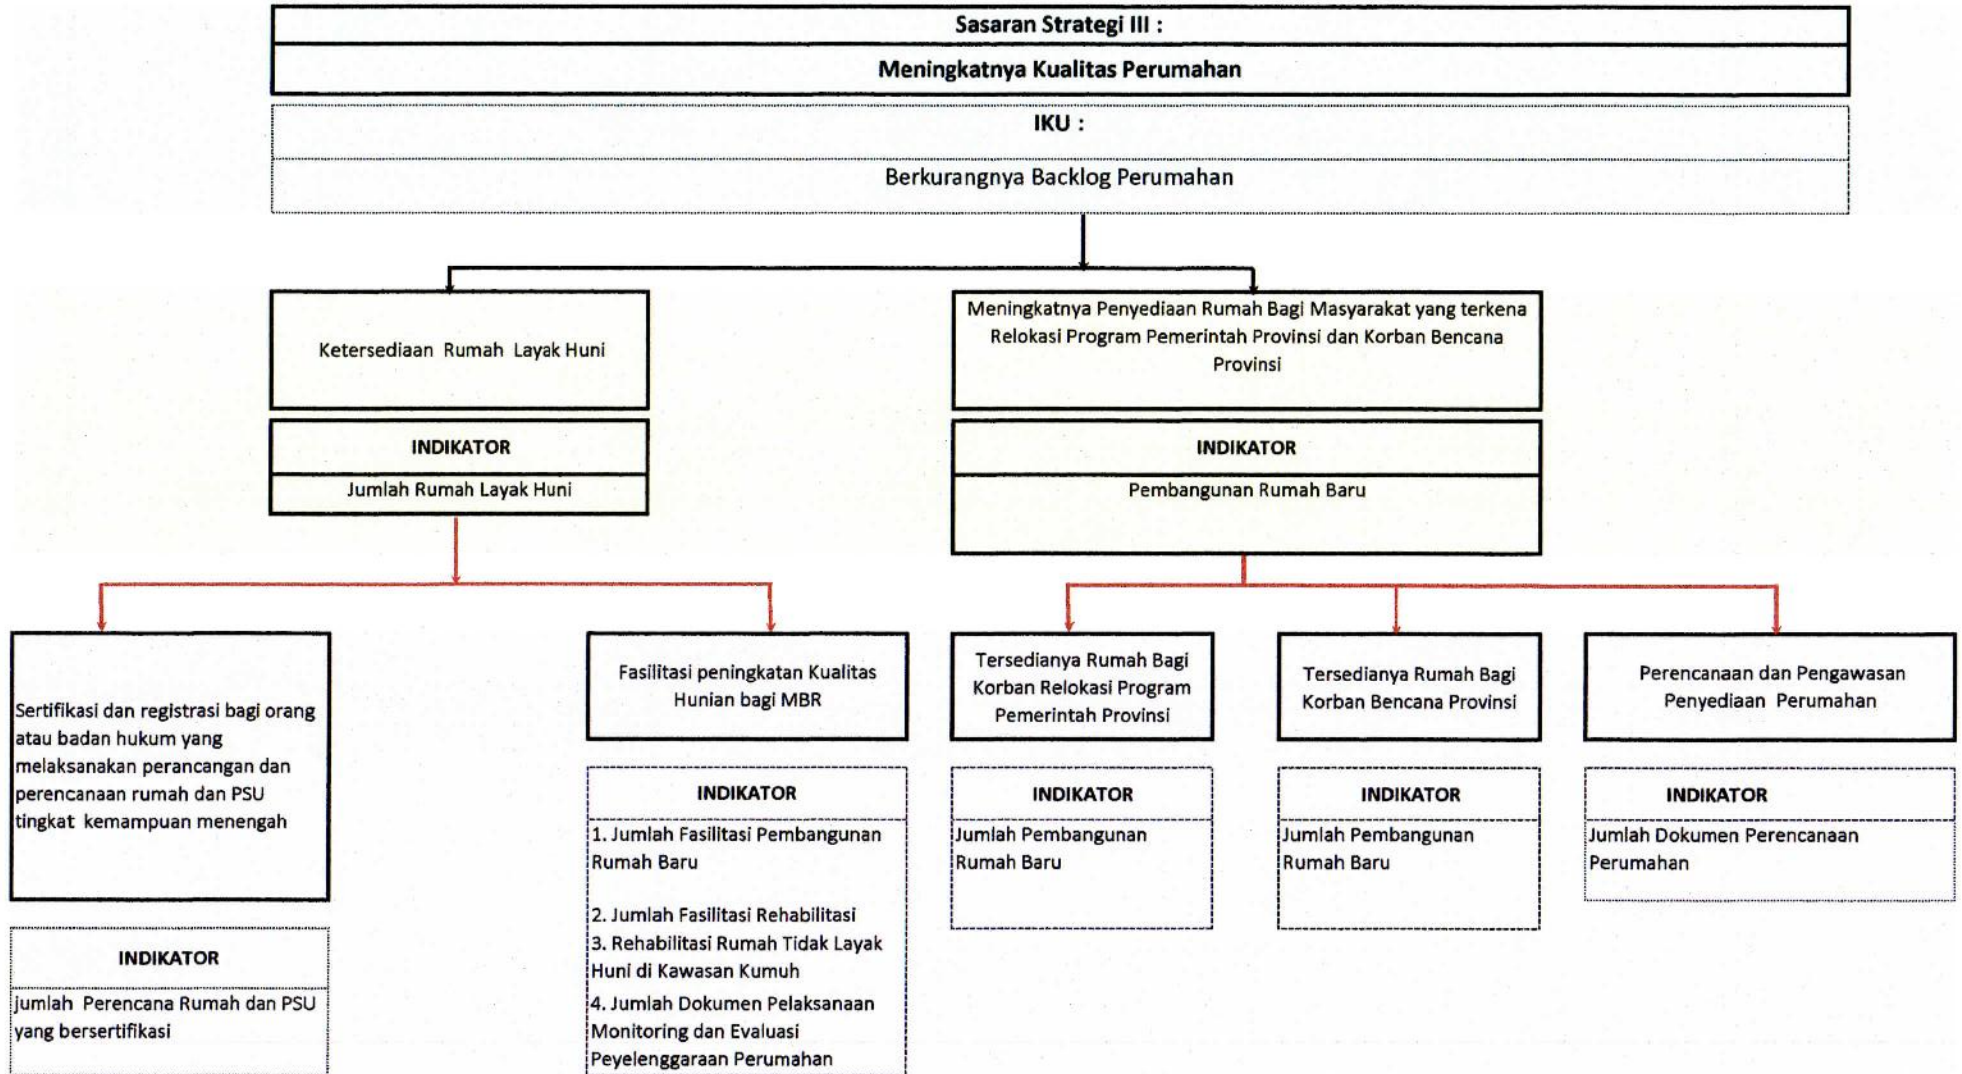 Sasaran Strategi III :
Meningkatnya Kualitas Perumahan
IKU :
Berkurangnya Backlog Perumahan
Ketersediaan Rumah Layak Huni
INDIKATOR
Jumlah Rumah Layak Huni
Meningkatnya Penyediaan Rumah Bagi Masyarakat yang terkena
Relokasi Program Pemerintah Provinsi dan Korban Bencana
Provinsi
INDIKATOR
Pembangunan Rumah Baru
Sertifikasi dan registrasi bagi orang
atau badan hukum yang
melaksanakan perancangan dan
perencanaan rumah dan PSU
tingkat kemampuan menengah
INDIKATOR
jumlah Perencana Rumah dan PSU
yang bersertifikasi
Fasilitasi peningkatan Kualitas
Hunian bagi MBR
INDIKATOR
1. Jumlah Fasilitasi Pembangunan
Rumah Baru
2. Jumlah Fasilitasi Rehabilitasi
3. Rehabilitasi Rumah Tidak Layak
Huni di Kawasan Kumuh
4. Jumlah Dokumen Pelaksanaan
Monitoring dan Evaluasi
Peyelenggaraan Perumahan
Tersedianya Rumah Bagi
Korban Relokasi Program
Pemerintah Provinsi
INDIKATOR
Jumlah Pembangunan
Rumah Baru
Tersedianya Rumah Bagi
Korban Bencana Provinsi
INDIKATOR
Jumlah Pembangunan
Rumah Baru
Perencanaan dan Pengawasan
Penyediaan Perumahan
INDIKATOR
Jumlah Dokumen Perencanaan
Perumahan